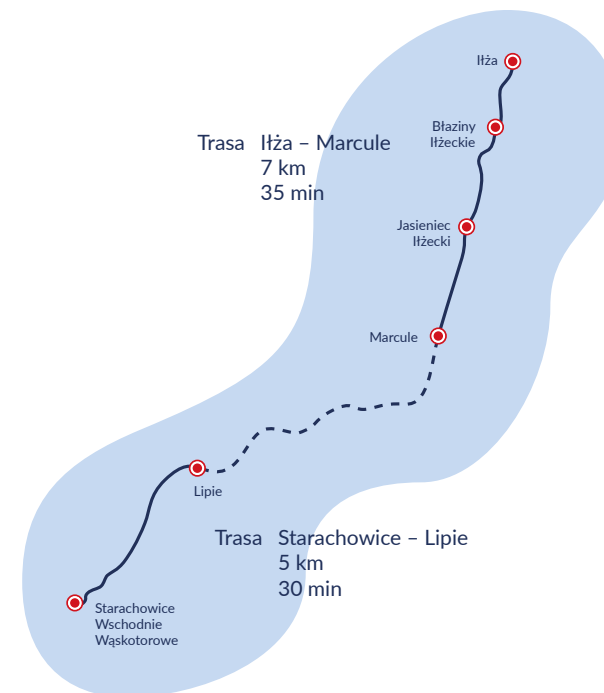 Iłża
Błaziny
Iłżeckie
Trasa Iłża – Marcule
7 km
35 min
Jasieniec
Iłżecki
Marcule
Lipie
Trasa Starachowice – Lipie
5 km
30 min
Starachowice
Wschodnie
Wąskotorowe